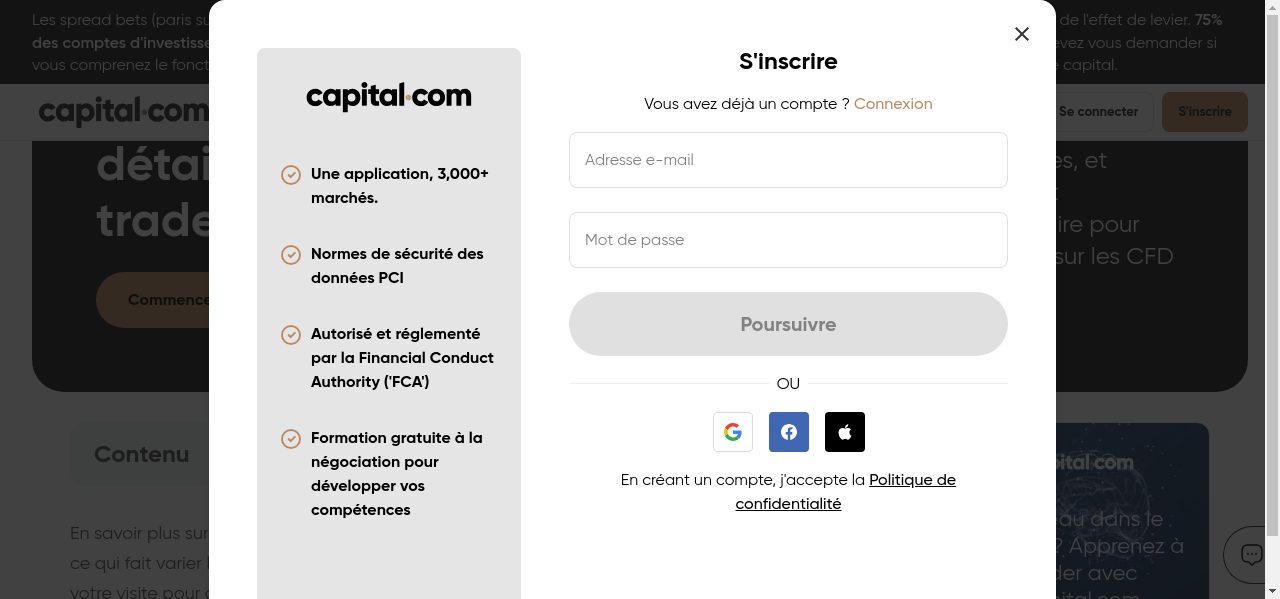 Les spread bets (paris su
de l'effet de levier. 75%
des comptes d'investisse
evez vous demander si
vous comprenez le fonct
capital.
capital.com
Se connecter
S'inscrire
détai
trade
es, et
ire pour
sur les CFD
Commence
Contenu
En savoir plus sur
ce qui fait varier l
votre visite pour
pital com
eau dans le
? Apprenez à
der avec
pital.com
capital.com
Une application, 3,000+
marchés.
Normes de sécurité des
données PCI
Autorisé et réglementé
par la Financial Conduct
Authority ('FCA')
Formation gratuite à la
négociation pour
développer vos
compétences
S'inscrire
Vous avez déjà un compte ? Connexion
Adresse e-mail
Mot de passe
Poursuivre
OU
En créant un compte, j'accepte la Politique de
confidentialité